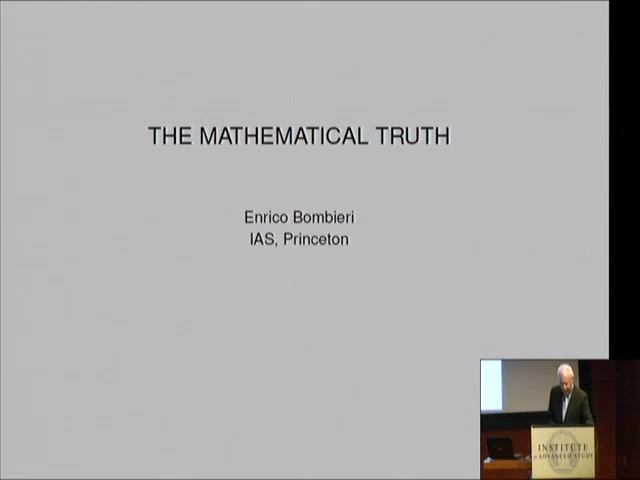 THE MATHEMATICAL TRUTH
Enrico Bombieri
IAS, Princeton
INSTITUTE
ADVANCED STUDY